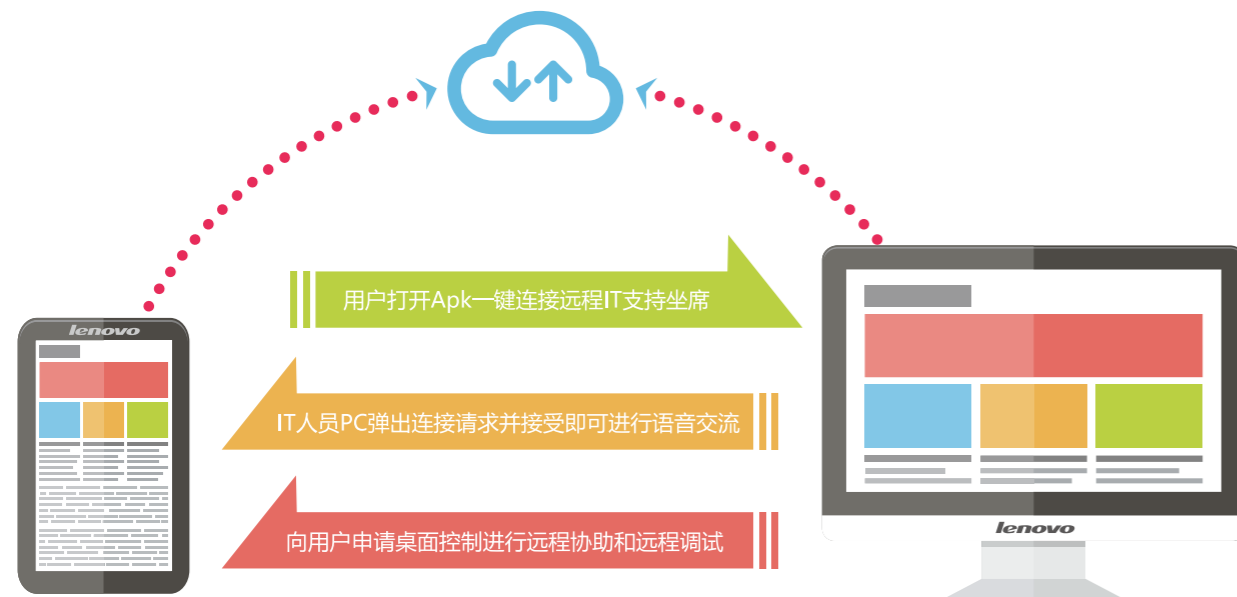 用户打开Apk一键连接远程IT支持坐席
lenovo
IT人员PC弹出连接请求并接受即可进行语音交流
向用户申请桌面控制进行远程协助和远程调试
lenovo